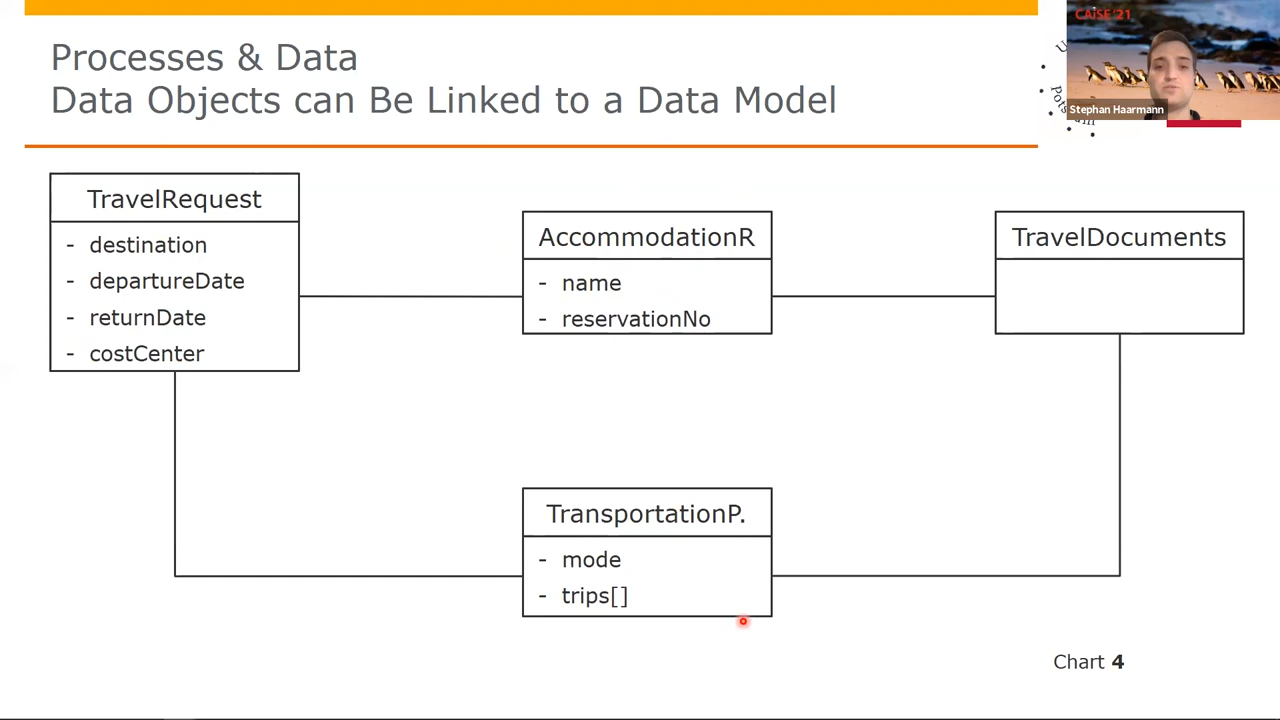 Processes & Data
Data Objects can Be Linked to a Data Model
CAiSE'21
Stephan Haarmann
TravelRequest
- destination
- departureDate
- returnDate
- costCenter
AccommodationR
- name
- reservationNo
TravelDocuments
TransportationP.
- mode
- trips[]
Chart 4